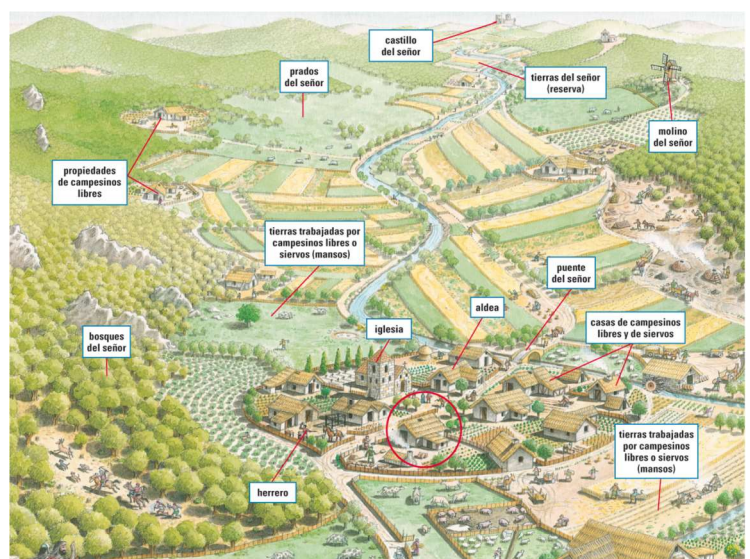 castillo
del señor
prados
del señor
tierras del señor
(reserva)
molino
del señor
propiedades
de campesinos
libres
tierras trabajadas por
campesinos libres o
siervos (mansos)
puente
del señor
aldea
iglesia
casas de campesinos
libres y de siervos
bosques
del señor
tierras trabajadas
por campesinos
libres o siervos
(mansos)
herrero